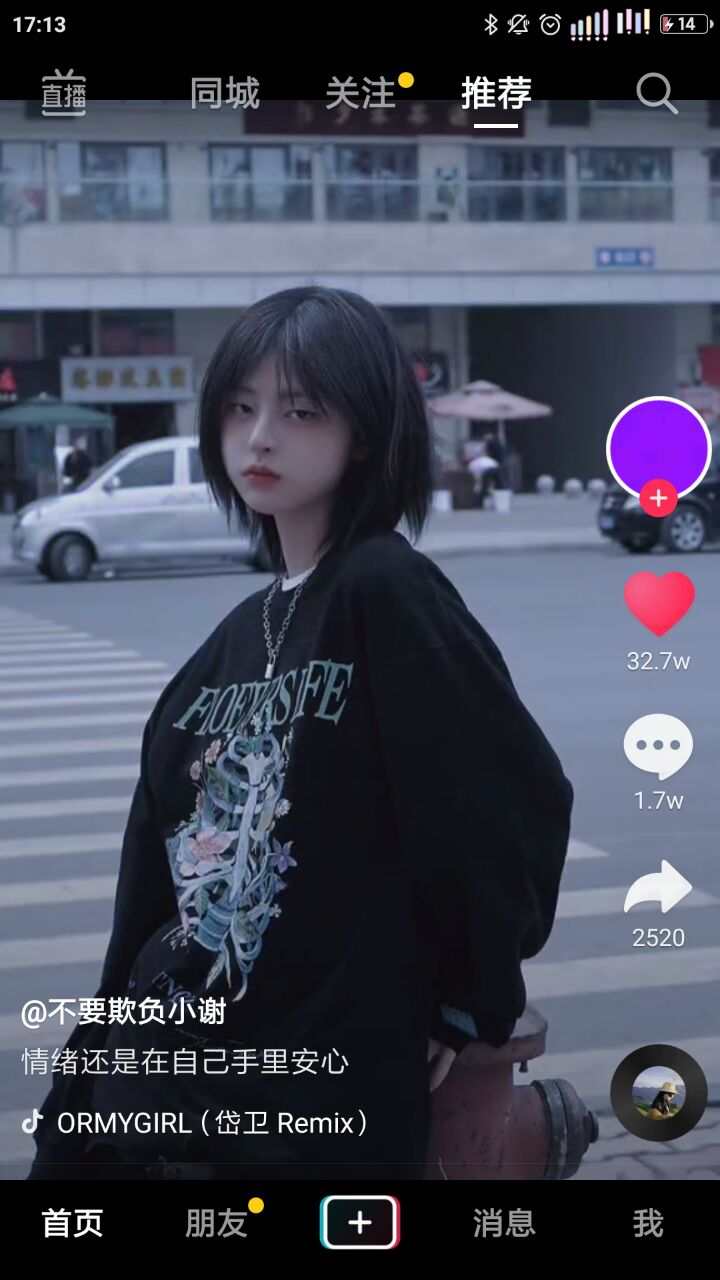 17:13
14
直播 同城 关注 推荐
32.7w
1.7w
2520
@不要欺负小谢
情绪还是在自己手里安心
ORMYGIRL（岱卫 Remix）
首页 朋友 消息 我